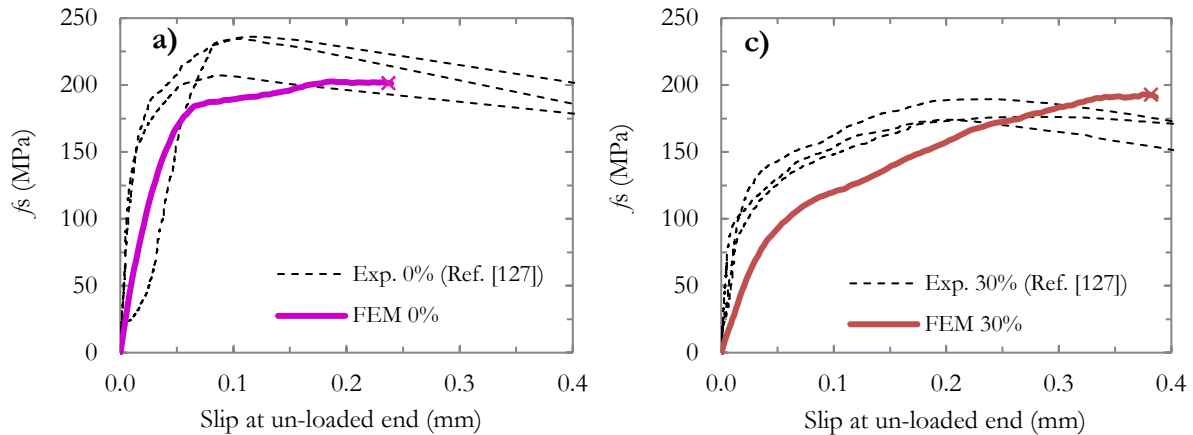 a)
250
200
150
100
50
0
fs (MPa)
0.0 0.1 0.2 0.3 0.4
Slip at un-loaded end (mm)
Exp. 0% (Ref. [127])
FEM 0%
c)
250
200
150
100
50
0
fs (MPa)
0.0 0.1 0.2 0.3 0.4
Slip at un-loaded end (mm)
Exp. 30% (Ref. [127])
FEM 30%